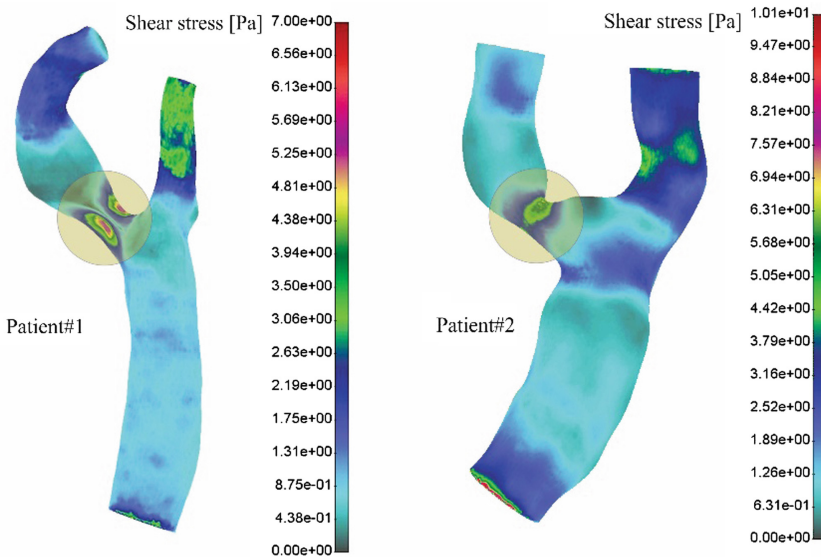 Shear stress [Pa]
7.00e+00
6.56e+00
6.13e+00
5.69e+00
5.25e+00
4.81e+00
4.38e+00
3.94e+00
3.50e+00
3.06e+00
2.63e+00
2.19e+00
1.75e+00
1.31e+00
8.75e-01
4.38e-01
0.00e+00
Patient#1
Shear stress [Pa]
1.01e+01
9.47e+00
8.84e+00
8.21e+00
7.57e+00
6.94e+00
6.31e+00
5.68e+00
5.05e+00
4.42e+00
3.79e+00
3.16e+00
2.52e+00
1.89e+00
1.26e+00
6.31e-01
0.00e+00
Patient#2